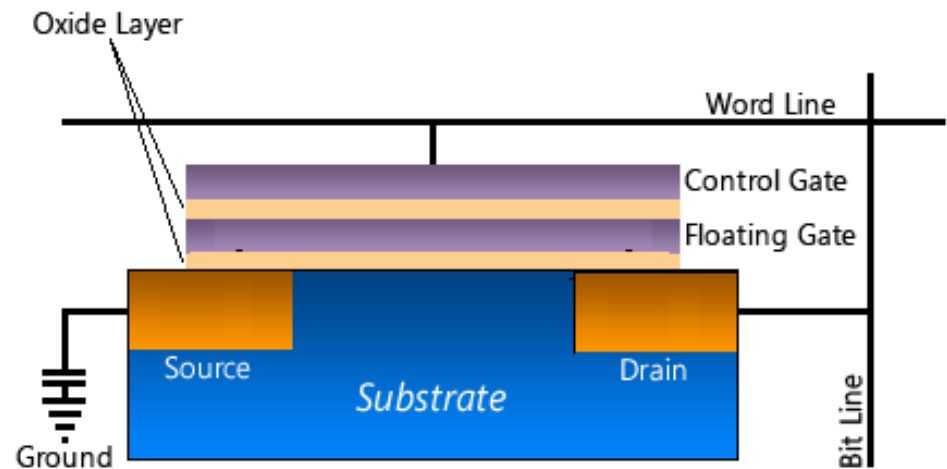 Oxide Layer
Word Line
Control Gate
Floating Gate
Source
Drain
Substrate
Ground
Bit Line